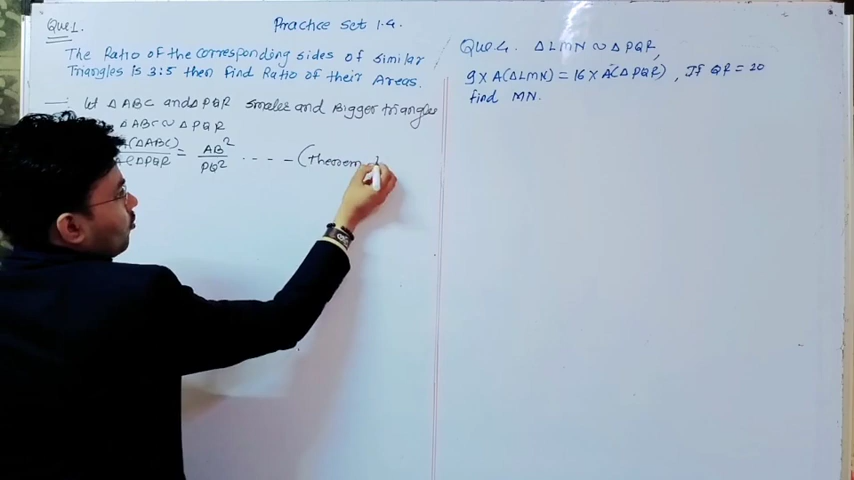 Practice Set 1.4
Que 1.
The Ratio of the corresponding sides of similar
Triangles is 3:5 then find Ratio of their Areas.
— Let △ABC and △PQR smaller and Bigger triangles
△ABC ~ △PQR
A(△ABC)/A(△PQR) = AB²/PQ² - - - - (theorem
Que 4. △LMN ~ △PQR,
9 × A(△LMN) = 16 × A(△PQR), If QR = 20
find MN.